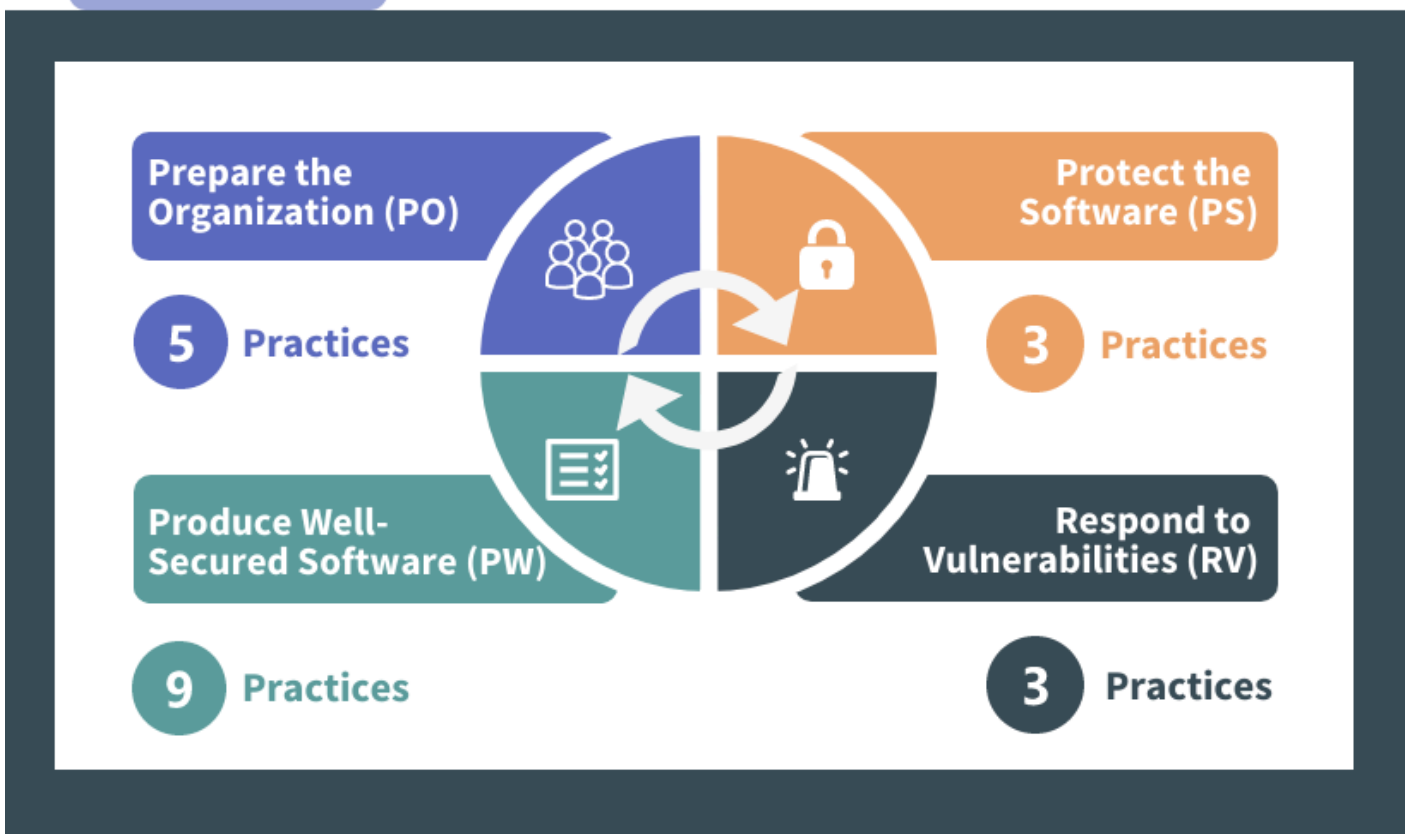 Prepare the
Organization (PO)
5 Practices
Protect the
Software (PS)
3 Practices
Produce Well-
Secured Software (PW)
9 Practices
Respond to
Vulnerabilities (RV)
3 Practices